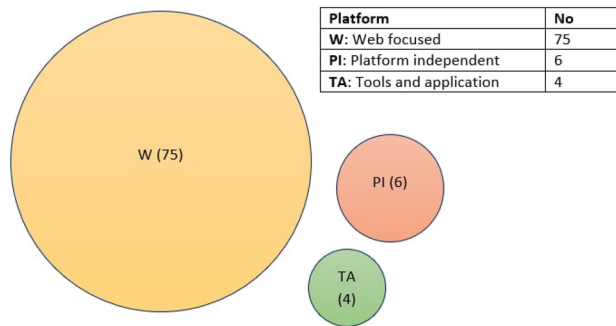 Platform No
W: Web focused 75
PI: Platform independent 6
TA: Tools and application 4
W (75)
PI (6)
TA
(4)